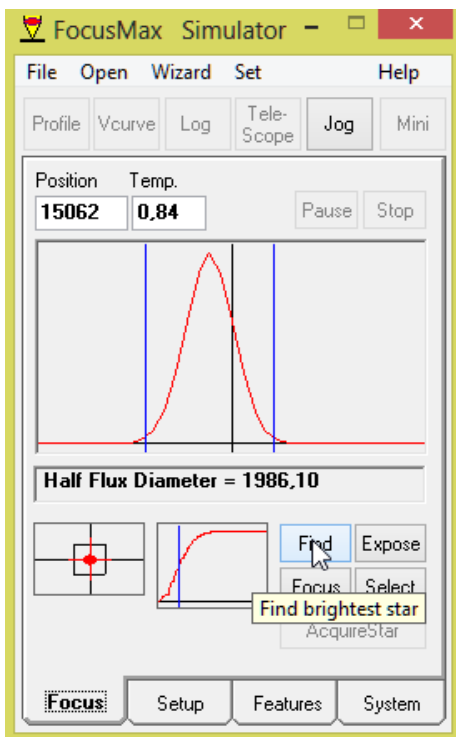 FocusMax Simulator
File Open Wizard Set Help
Profile Vcurve Log Tele-Scope Jog Mini
Position Temp.
15062 0,84 Pause Stop
Half Flux Diameter = 1986,10
Find Expose
Focus Select
Find brightest star
AcquireStar
Focus Setup Features System